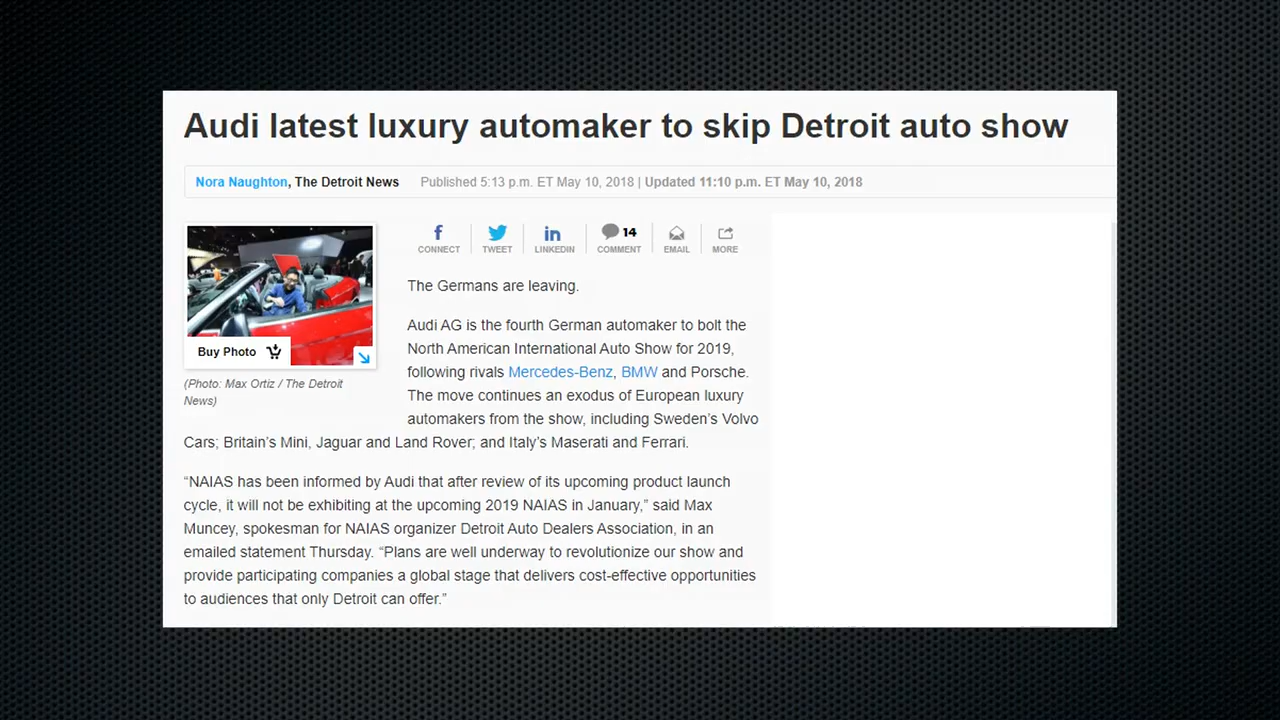 Audi latest luxury automaker to skip Detroit auto show
Nora Naughton, The Detroit News Published 5:13 p.m. ET May 10, 2018 | Updated 11:10 p.m. ET May 10, 2018
CONNECT TWEET LINKEDIN 14 COMMENT EMAIL MORE
Buy Photo
(Photo: Max Ortiz / The Detroit
News)
The Germans are leaving.
Audi AG is the fourth German automaker to bolt the
North American International Auto Show for 2019,
following rivals Mercedes-Benz, BMW and Porsche.
The move continues an exodus of European luxury
automakers from the show, including Sweden's Volvo
Cars; Britain's Mini, Jaguar and Land Rover; and Italy's Maserati and Ferrari.
“NAIAS has been informed by Audi that after review of its upcoming product launch
cycle, it will not be exhibiting at the upcoming 2019 NAIAS in January,” said Max
Muncey, spokesman for NAIAS organizer Detroit Auto Dealers Association, in an
emailed statement Thursday. “Plans are well underway to revolutionize our show and
provide participating companies a global stage that delivers cost-effective opportunities
to audiences that only Detroit can offer.”